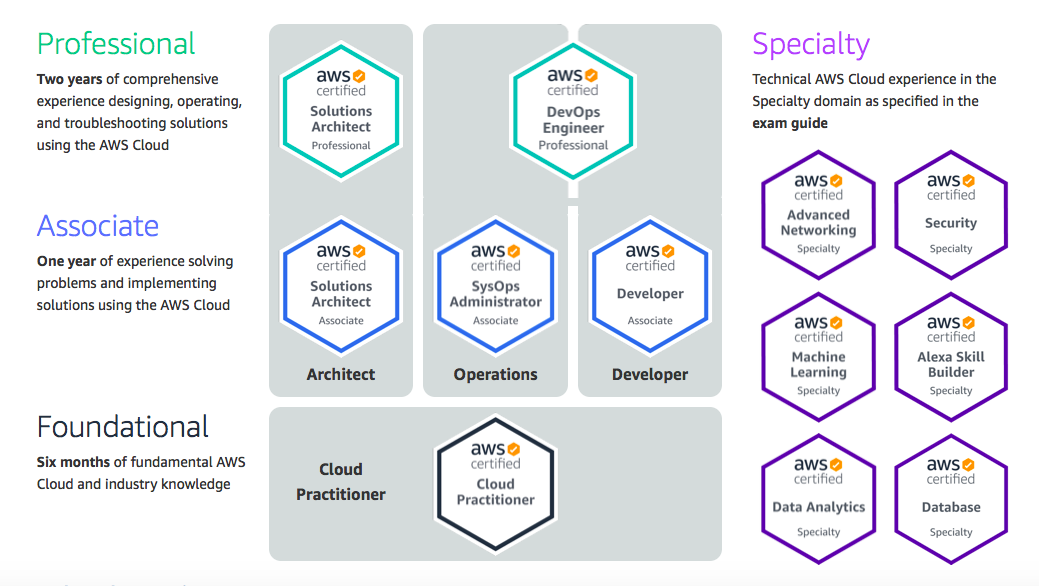 Professional
Two years of comprehensive
experience designing, operating,
and troubleshooting solutions
using the AWS Cloud
aws
certified
Solutions
Architect
Professional
aws
certified
DevOps
Engineer
Professional
Associate
One year of experience solving
problems and implementing
solutions using the AWS Cloud
aws
certified
Solutions
Architect
Associate
aws
certified
SysOps
Administrator
Associate
aws
certified
Developer
Associate
Architect
Operations
Developer
Foundational
Six months of fundamental AWS
Cloud and industry knowledge
Cloud
Practitioner
aws
certified
Cloud
Practitioner
Specialty
Technical AWS Cloud experience in the
Specialty domain as specified in the
exam guide
aws
certified
Advanced
Networking
Specialty
aws
certified
Security
Specialty
aws
certified
Machine
Learning
Specialty
aws
certified
Alexa Skill
Builder
Specialty
aws
certified
Data Analytics
Specialty
aws
certified
Database
Specialty